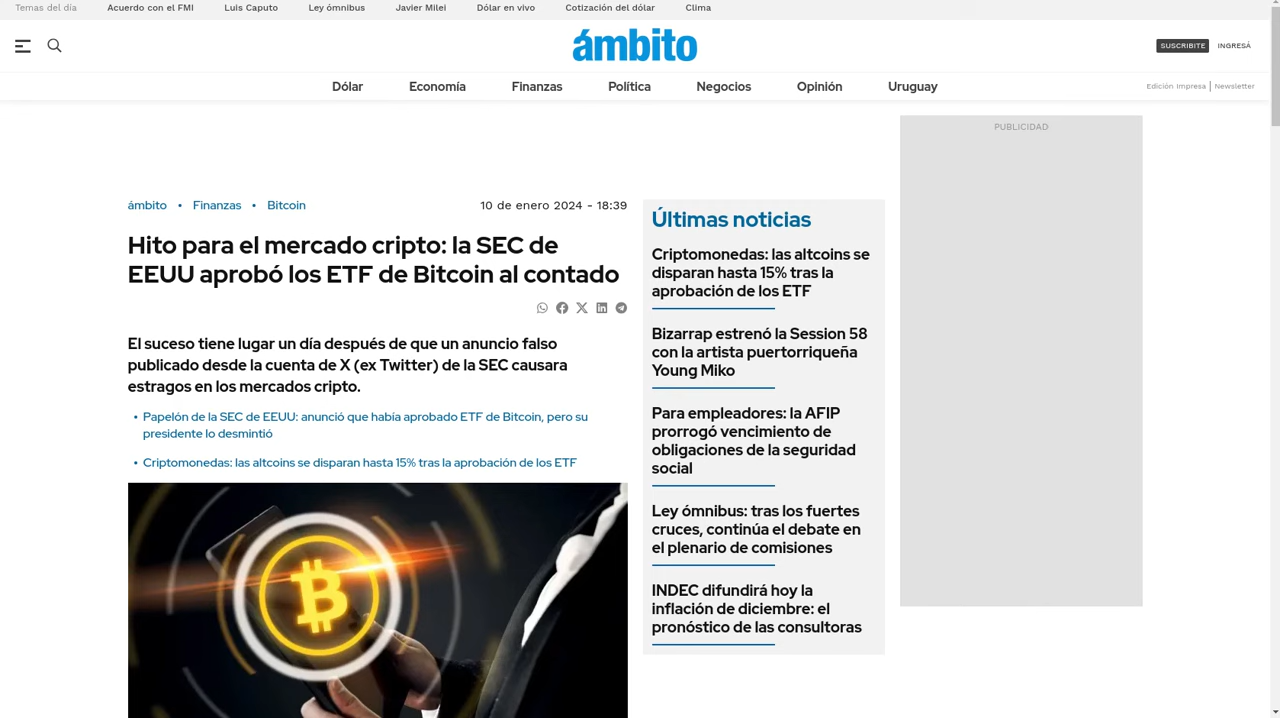 Temas del día
Acuerdo con el FMI
Luis Caputo
Ley ómnibus
Javier Milei
Dólar en vivo
Cotización del dólar
Clima
ámbito
SUSCRIBITE
INGRESÁ
Dólar
Economía
Finanzas
Política
Negocios
Opinión
Uruguay
Edición Impresa | Newsletter
PUBLICIDAD
ámbito • Finanzas • Bitcoin
10 de enero 2024 - 18:39
Hito para el mercado cripto: la SEC de
EEUU aprobó los ETF de Bitcoin al contado
El suceso tiene lugar un día después de que un anuncio falso
publicado desde la cuenta de X (ex Twitter) de la SEC causara
estragos en los mercados cripto.
• Papelón de la SEC de EEUU: anunció que había aprobado ETF de Bitcoin, pero su
presidente lo desmintió
• Criptomonedas: las altcoins se disparan hasta 15% tras la aprobación de los ETF
Últimas noticias
Criptomonedas: las altcoins se
disparan hasta 15% tras la
aprobación de los ETF
Bizarrap estrenó la Session 58
con la artista puertorriqueña
Young Miko
Para empleadores: la AFIP
prorrogó vencimiento de
obligaciones de la seguridad
social
Ley ómnibus: tras los fuertes
cruces, continúa el debate en
el plenario de comisiones
INDEC difundirá hoy la
inflación de diciembre: el
pronóstico de las consultoras